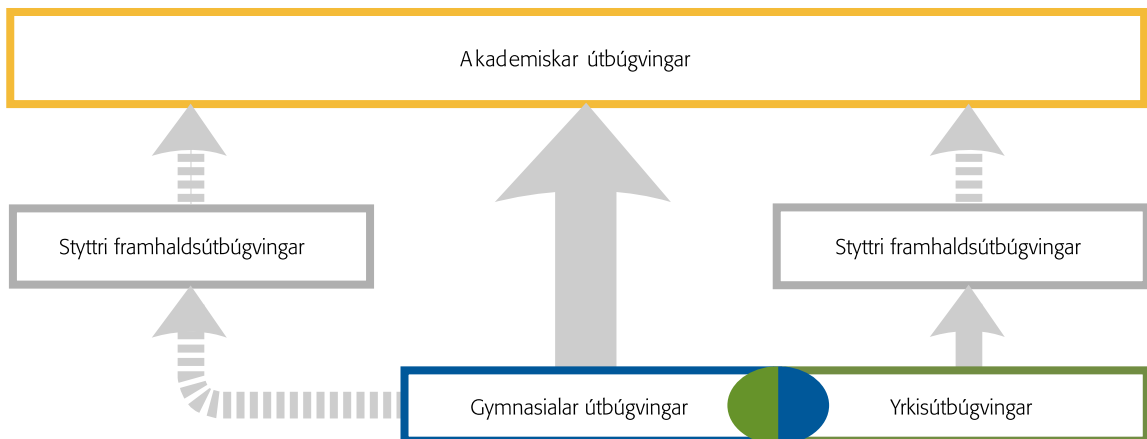 Akademiskar útbúgvingar
Styttri framhaldsútbúgvingar
Styttri framhaldsútbúgvingar
Gymnasialar útbúgvingar
Yrkisútbúgvingar